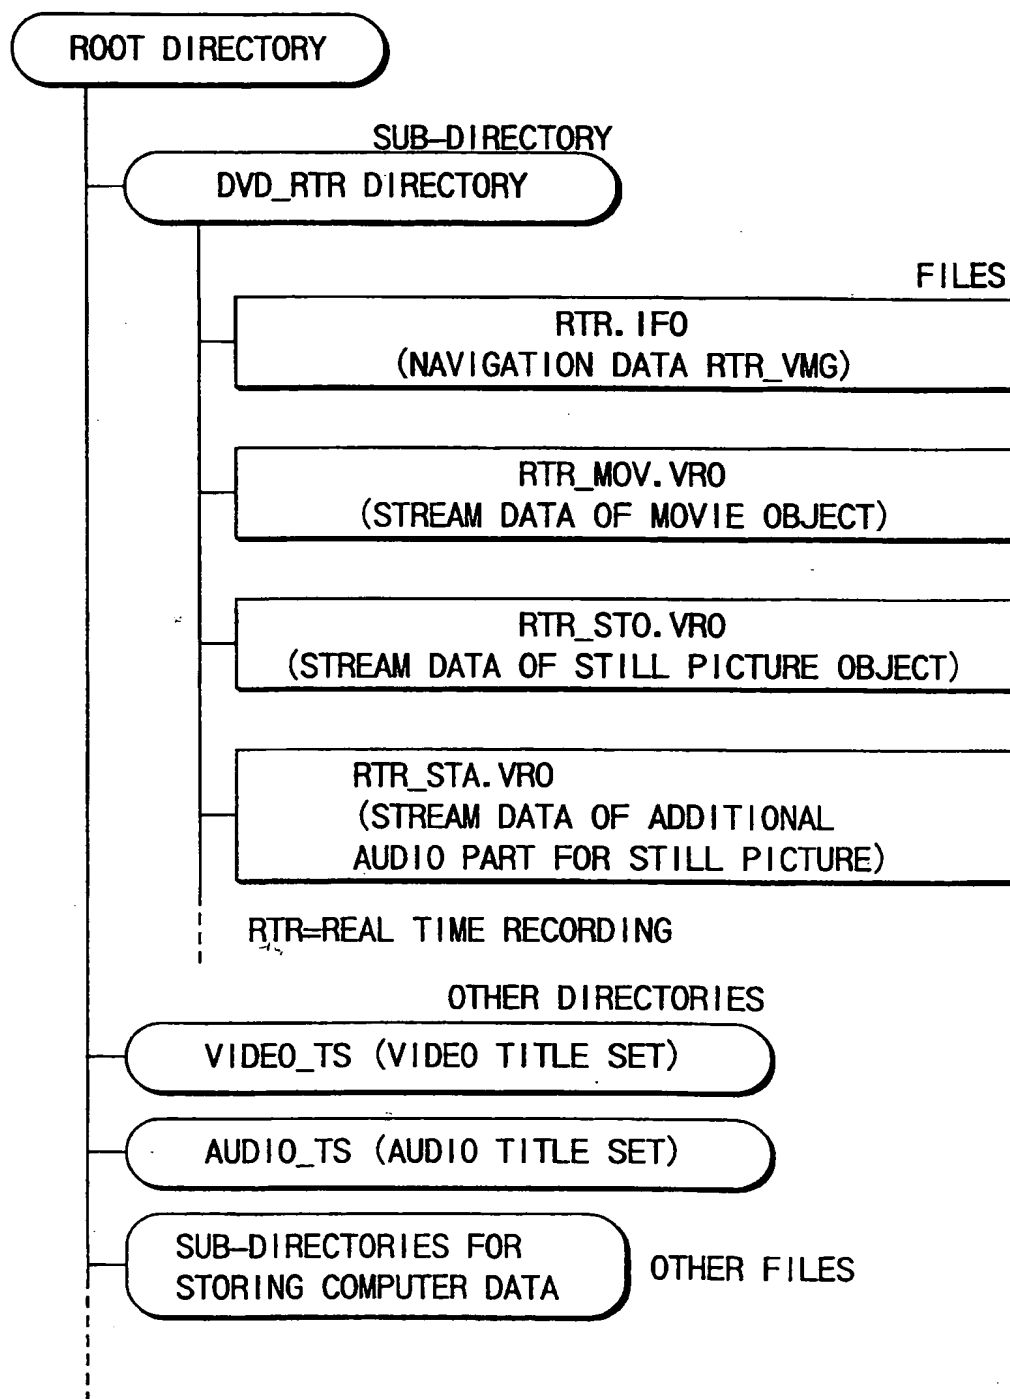 ROOT DIRECTORY
SUB-DIRECTORY
DVD_RTR DIRECTORY
FILES
RTR.IFO
(NAVIGATION DATA RTR_VMG)
RTR_MOV.VRO
(STREAM DATA OF MOVIE OBJECT)
RTR_STO.VRO
(STREAM DATA OF STILL PICTURE OBJECT)
RTR_STA.VRO
(STREAM DATA OF ADDITIONAL
AUDIO PART FOR STILL PICTURE)
RTR=REAL TIME RECORDING
OTHER DIRECTORIES
VIDEO_TS (VIDEO TITLE SET)
AUDIO_TS (AUDIO TITLE SET)
SUB-DIRECTORIES FOR
STORING COMPUTER DATA
OTHER FILES